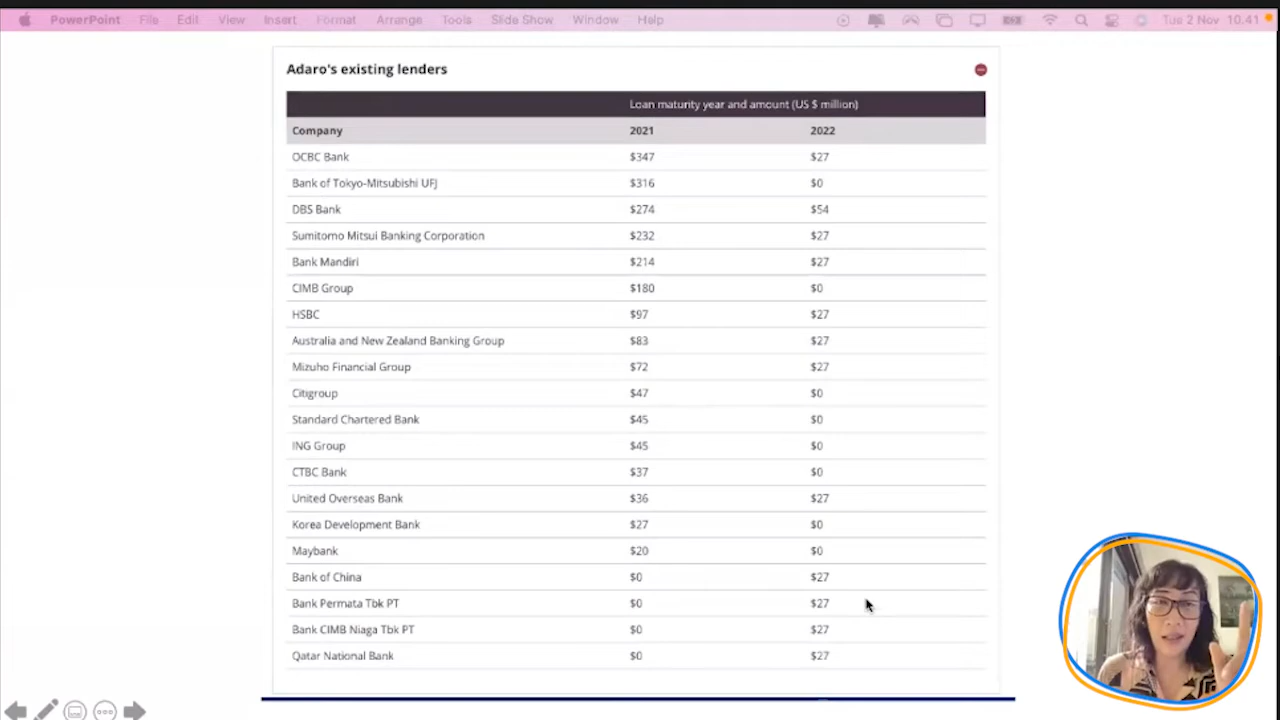 PowerPoint File Edit View Insert Format Arrange Tools Slide Show Window Help Tue 2 Nov 10.41
Adaro's existing lenders
Loan maturity year and amount (US $ million)
Company 2021 2022
OCBC Bank $347 $27
Bank of Tokyo-Mitsubishi UFJ $316 $0
DBS Bank $274 $54
Sumitomo Mitsui Banking Corporation $232 $27
Bank Mandiri $214 $27
CIMB Group $180 $0
HSBC $97 $27
Australia and New Zealand Banking Group $83 $27
Mizuho Financial Group $72 $27
Citigroup $47 $0
Standard Chartered Bank $45 $0
ING Group $45 $0
CTBC Bank $37 $0
United Overseas Bank $36 $27
Korea Development Bank $27 $0
Maybank $20 $0
Bank of China $0 $27
Bank Permata Tbk PT $0 $27
Bank CIMB Niaga Tbk PT $0 $27
Qatar National Bank $0 $27